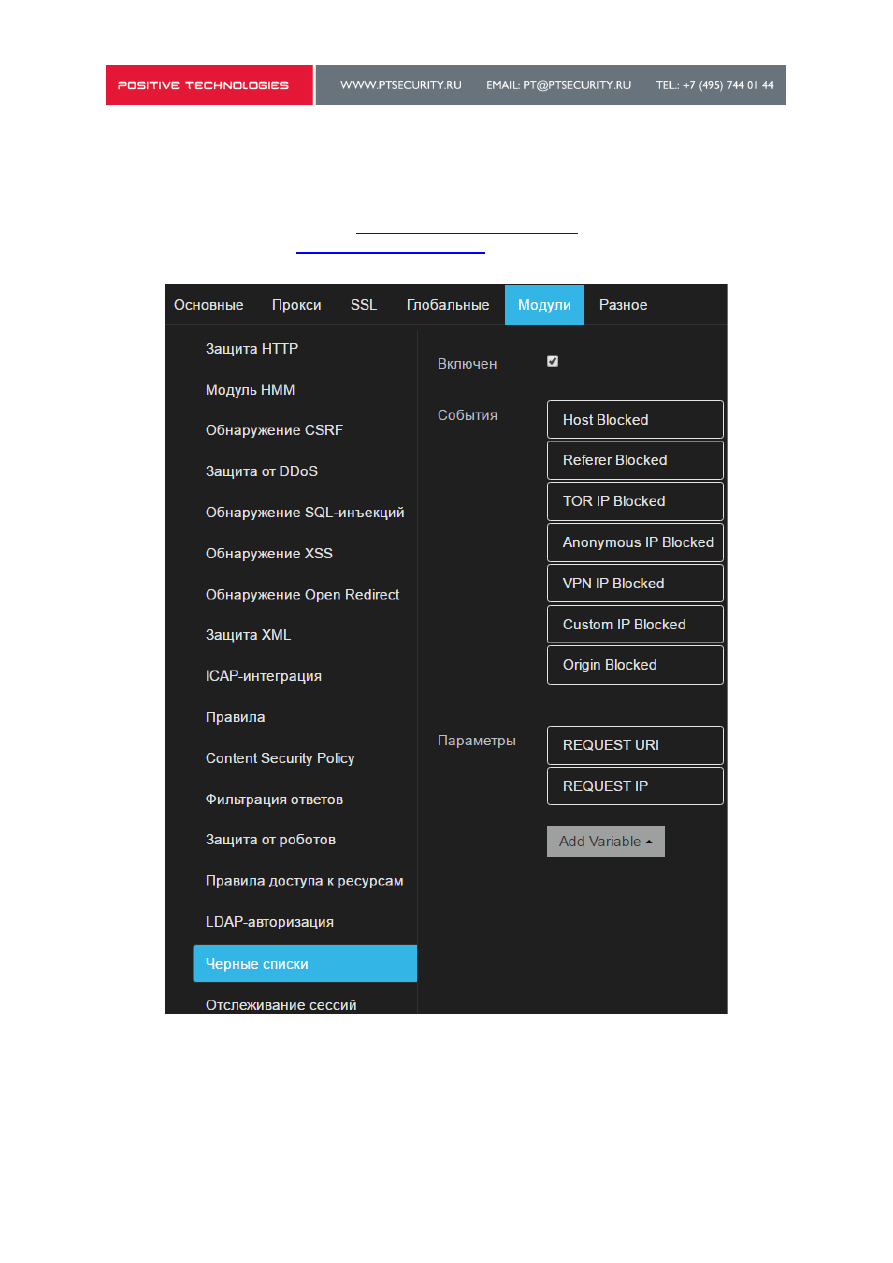 POSITIVE TECHNOLOGIES WWW.PTSECURITY.RU EMAIL: PT@PTSECURITY.RU TEL.: +7 (495) 744 01 44
Основные Прокси SSL Глобальные Модули Разное
Защита HTTP
Модуль HMM
Обнаружение CSRF
Защита от DDoS
Обнаружение SQL-инъекций
Обнаружение XSS
Обнаружение Open Redirect
Защита XML
ICAP-интеграция
Правила
Content Security Policy
Фильтрация ответов
Защита от роботов
Правила доступа к ресурсам
LDAP-авторизация
Черные списки
Отслеживание сессий
Включен
События
Host Blocked
Referer Blocked
TOR IP Blocked
Anonymous IP Blocked
VPN IP Blocked
Custom IP Blocked
Origin Blocked
Параметры
REQUEST URI
REQUEST IP
Add Variable